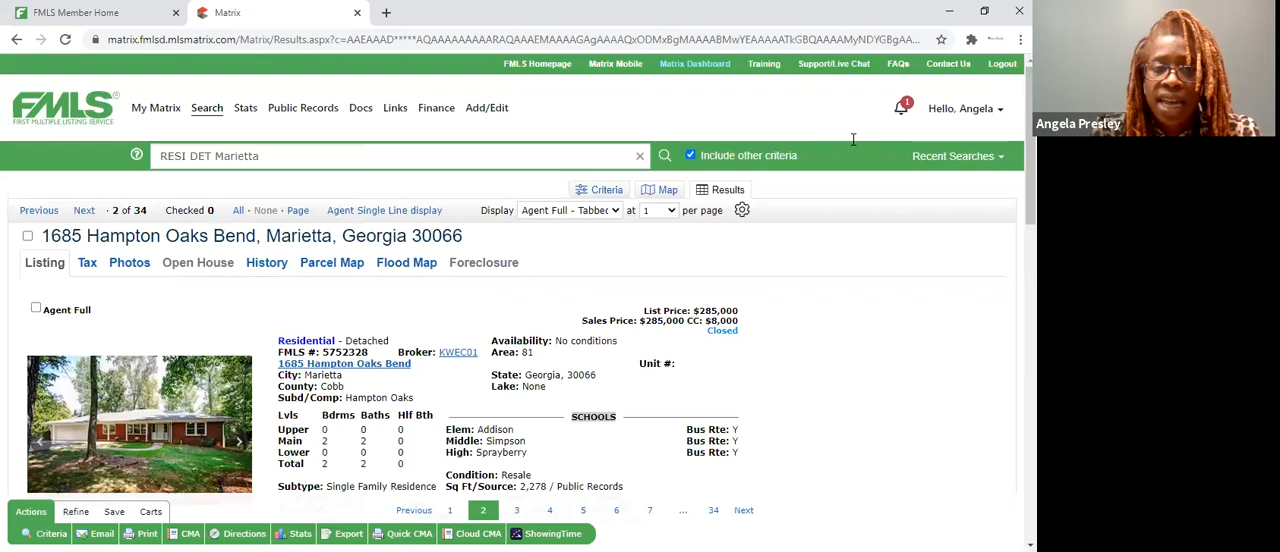 FMLS Member Home
Matrix
matrix.fmlsd.mlsmatrix.com/Matrix/Results.aspx?c=AAEAAAD*****AQAAAAAAAAARAQAAAEMAAAAGAgAAAAQxODMxBgMAAAABMwYEAAAAATkGBQAAAAMyNDYGBgAA...
FMLS Homepage Matrix Mobile Matrix Dashboard Training Support/Live Chat FAQs Contact Us Logout
FMLS
FIRST MULTIPLE LISTING SERVICE
My Matrix Search Stats Public Records Docs Links Finance Add/Edit
1
Hello, Angela
Angela Presley
RESI DET Marietta
Include other criteria
Recent Searches
Criteria Map Results
Previous Next · 2 of 34 Checked 0 All · None · Page Agent Single Line display Display Agent Full - Tabbec at 1 per page
1685 Hampton Oaks Bend, Marietta, Georgia 30066
Listing Tax Photos Open House History Parcel Map Flood Map Foreclosure
Agent Full
List Price: $285,000
Sales Price: $285,000 CC: $8,000
Closed
Residential - Detached Availability: No conditions
FMLS #: 5752328 Broker: KWEC01 Area: 81
1685 Hampton Oaks Bend Unit #:
City: Marietta State: Georgia, 30066
County: Cobb Lake: None
Subd/Comp: Hampton Oaks
Lvls Bdrms Baths Hlf Bth SCHOOLS
Upper 0 0 0 Elem: Addison Bus Rte: Y
Main 2 2 0 Middle: Simpson Bus Rte: Y
Lower 0 0 0 High: Sprayberry Bus Rte: Y
Total 2 2 0
Condition: Resale
Subtype: Single Family Residence Sq Ft/Source: 2,278 / Public Records
Actions Refine Save Carts
Previous 1 2 3 4 5 6 7 ... 34 Next
Criteria Email Print CMA Directions Stats Export Quick CMA Cloud CMA ShowingTime